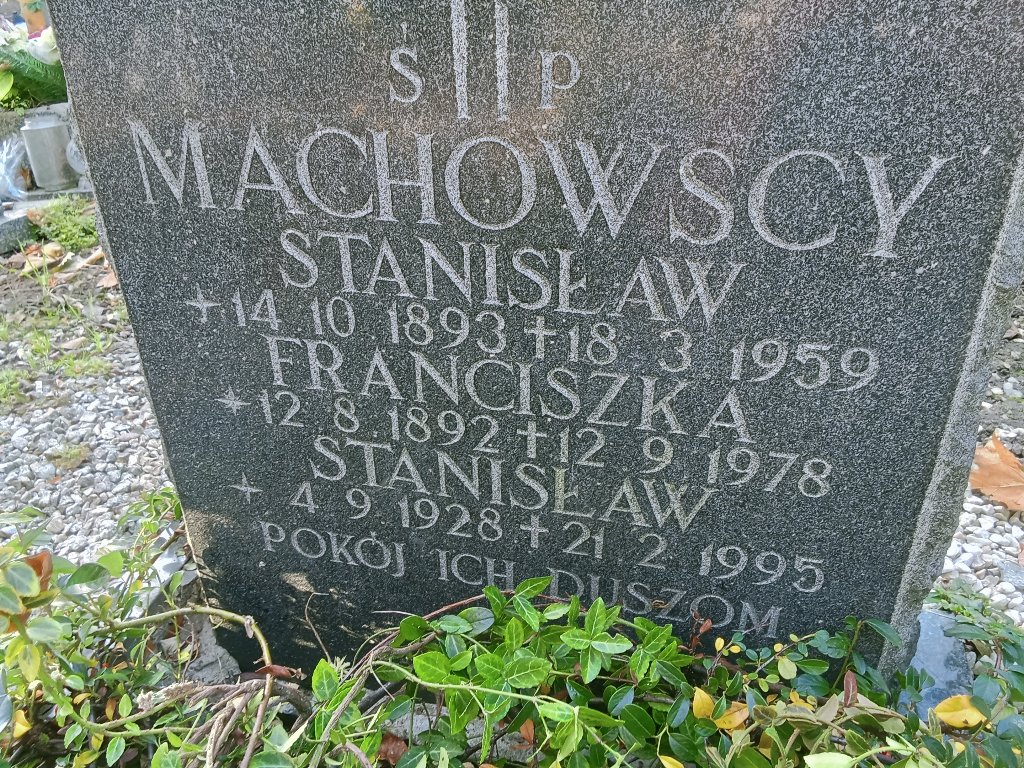 ś p
MACHOWSCY
STANISŁAW
14. 10. 1893 18. 3. 1959
FRANCISZKA
12. 8. 1892 12. 9. 1978
STANISŁAW
4. 9. 1928 21. 2. 1995
POKÓJ ICH DUSZOM